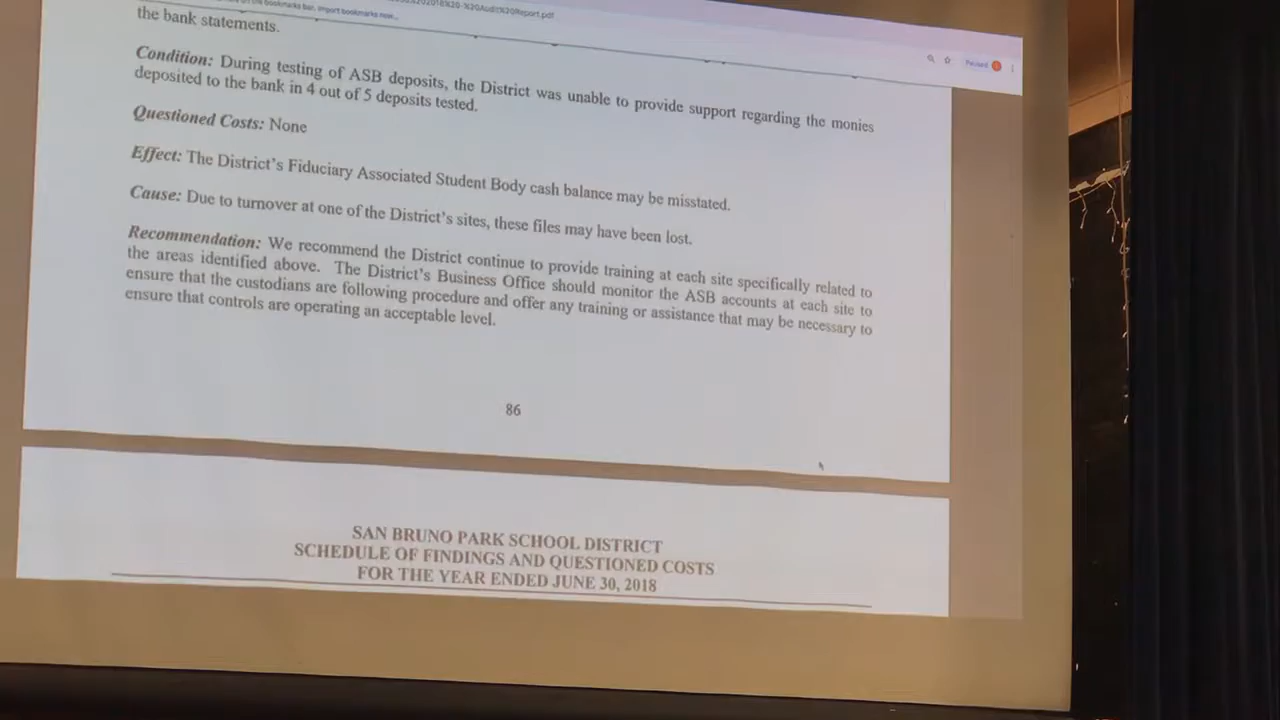 import bookmarks now...
the bank statements.
Condition: During testing of ASB deposits, the District was unable to provide support regarding the monies
deposited to the bank in 4 out of 5 deposits tested.
Questioned Costs: None
Effect: The District's Fiduciary Associated Student Body cash balance may be misstated.
Cause: Due to turnover at one of the District's sites, these files may have been lost.
Recommendation: We recommend the District continue to provide training at each site specifically related to
the areas identified above. The District's Business Office should monitor the ASB accounts at each site to
ensure that the custodians are following procedure and offer any training or assistance that may be necessary to
ensure that controls are operating an acceptable level.
86
SAN BRUNO PARK SCHOOL DISTRICT
SCHEDULE OF FINDINGS AND QUESTIONED COSTS
FOR THE YEAR ENDED JUNE 30, 2018
Paused